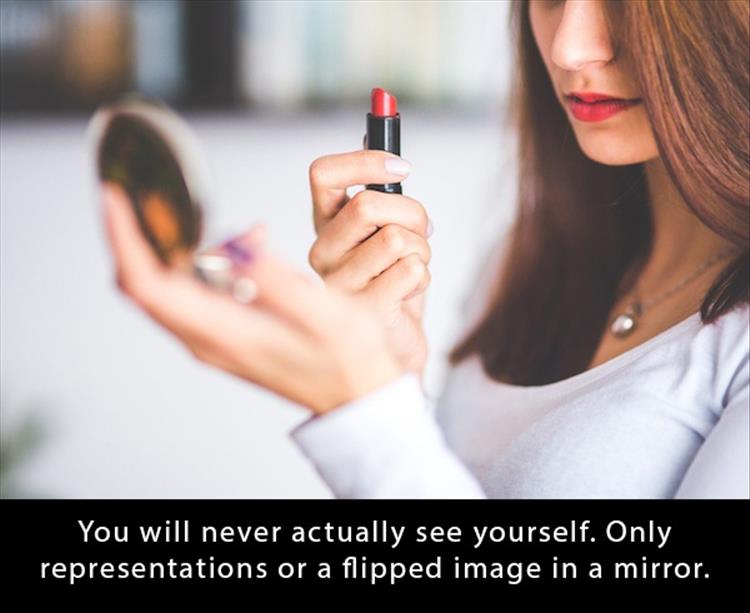 You will never actually see yourself. Only
representations or a flipped image in a mirror.